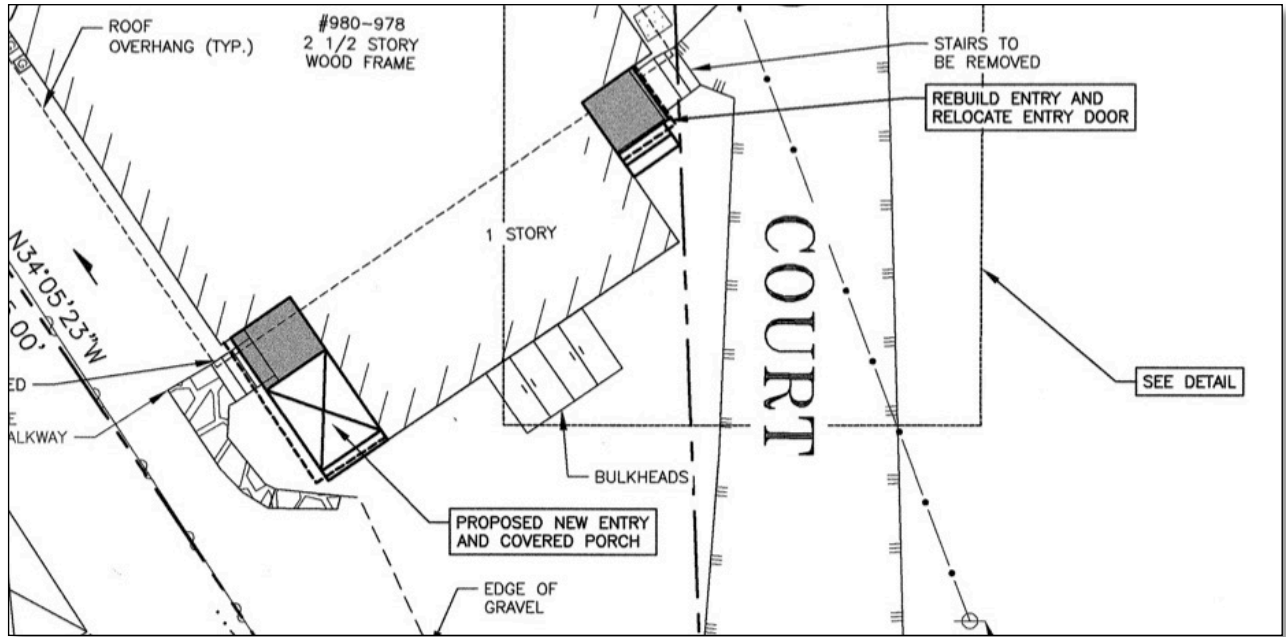 ROOF
OVERHANG (TYP.)
#980-978
2 1/2 STORY
WOOD FRAME
STAIRS TO
BE REMOVED
REBUILD ENTRY AND
RELOCATE ENTRY DOOR
G
1 STORY
COURT
N34°05'23"W
5.00'
ED
E
ALKWAY
SEE DETAIL
BULKHEADS
PROPOSED NEW ENTRY
AND COVERED PORCH
EDGE OF
GRAVEL